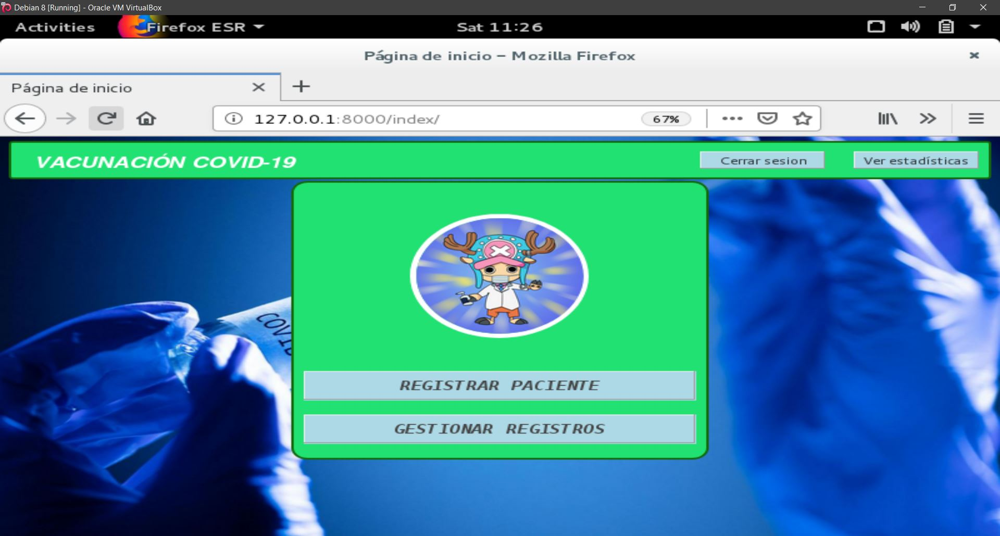 Debian 8 [Running] - Oracle VM VirtualBox
Activities Firefox ESR Sat 11:26
Página de inicio - Mozilla Firefox
Página de inicio
127.0.0.1:8000/index/ 67%
VACUNACIÓN COVID-19 Cerrar sesion Ver estadísticas
COVID
REGISTRAR PACIENTE
GESTIONAR REGISTROS